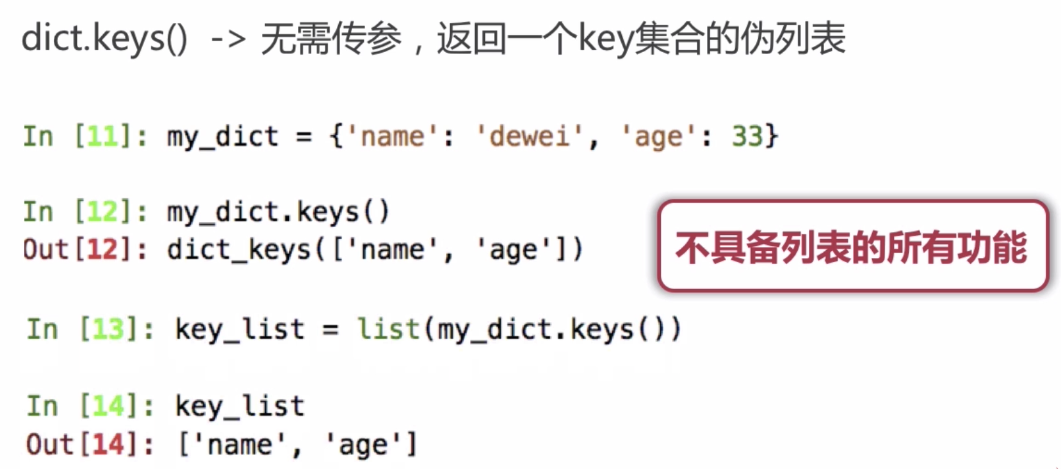 dict.keys() -> 无需传参，返回一个key集合的伪列表
In [11]: my_dict = {'name': 'dewei', 'age': 33}
In [12]: my_dict.keys()
Out[12]: dict_keys(['name', 'age'])
不具备列表的所有功能
In [13]: key_list = list(my_dict.keys())
In [14]: key_list
Out[14]: ['name', 'age']